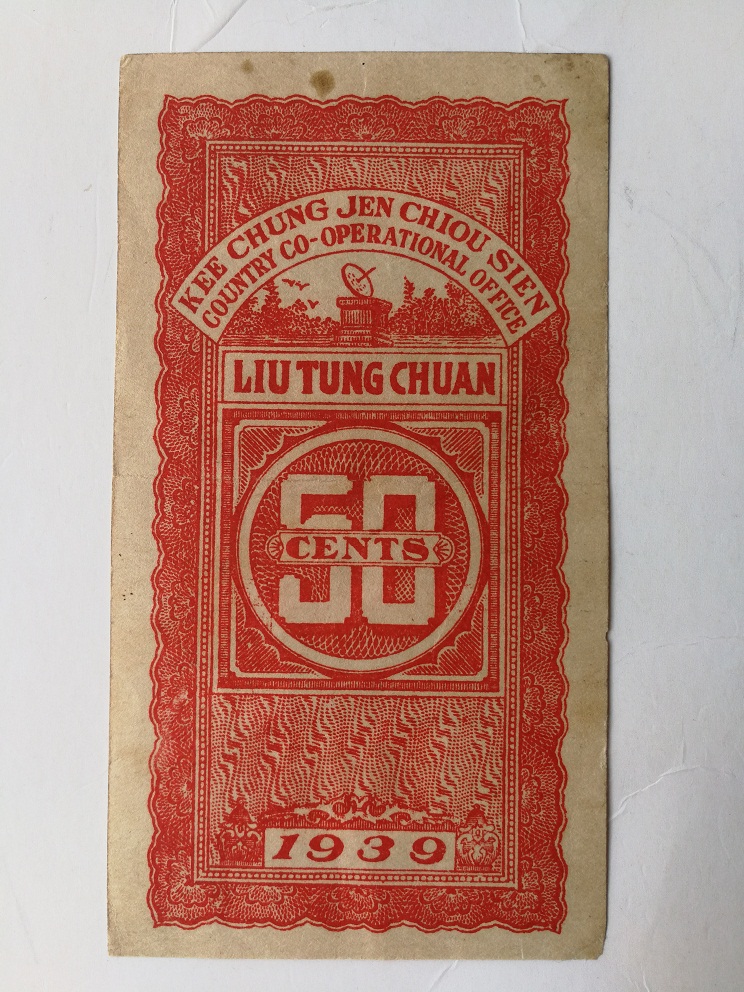 KEE CHUNG JEN CHIOU SIEN
COUNTRY CO-OPERATIONAL OFFICE
LIU TUNG CHUAN
50
CENTS
1939